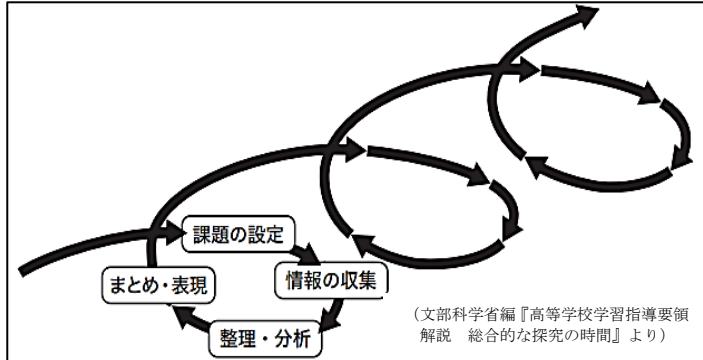 課題の設定
情報の収集
まとめ・表現
整理・分析
(文部科学省編『高等学校学習指導要領
解説　総合的な探究の時間』より)